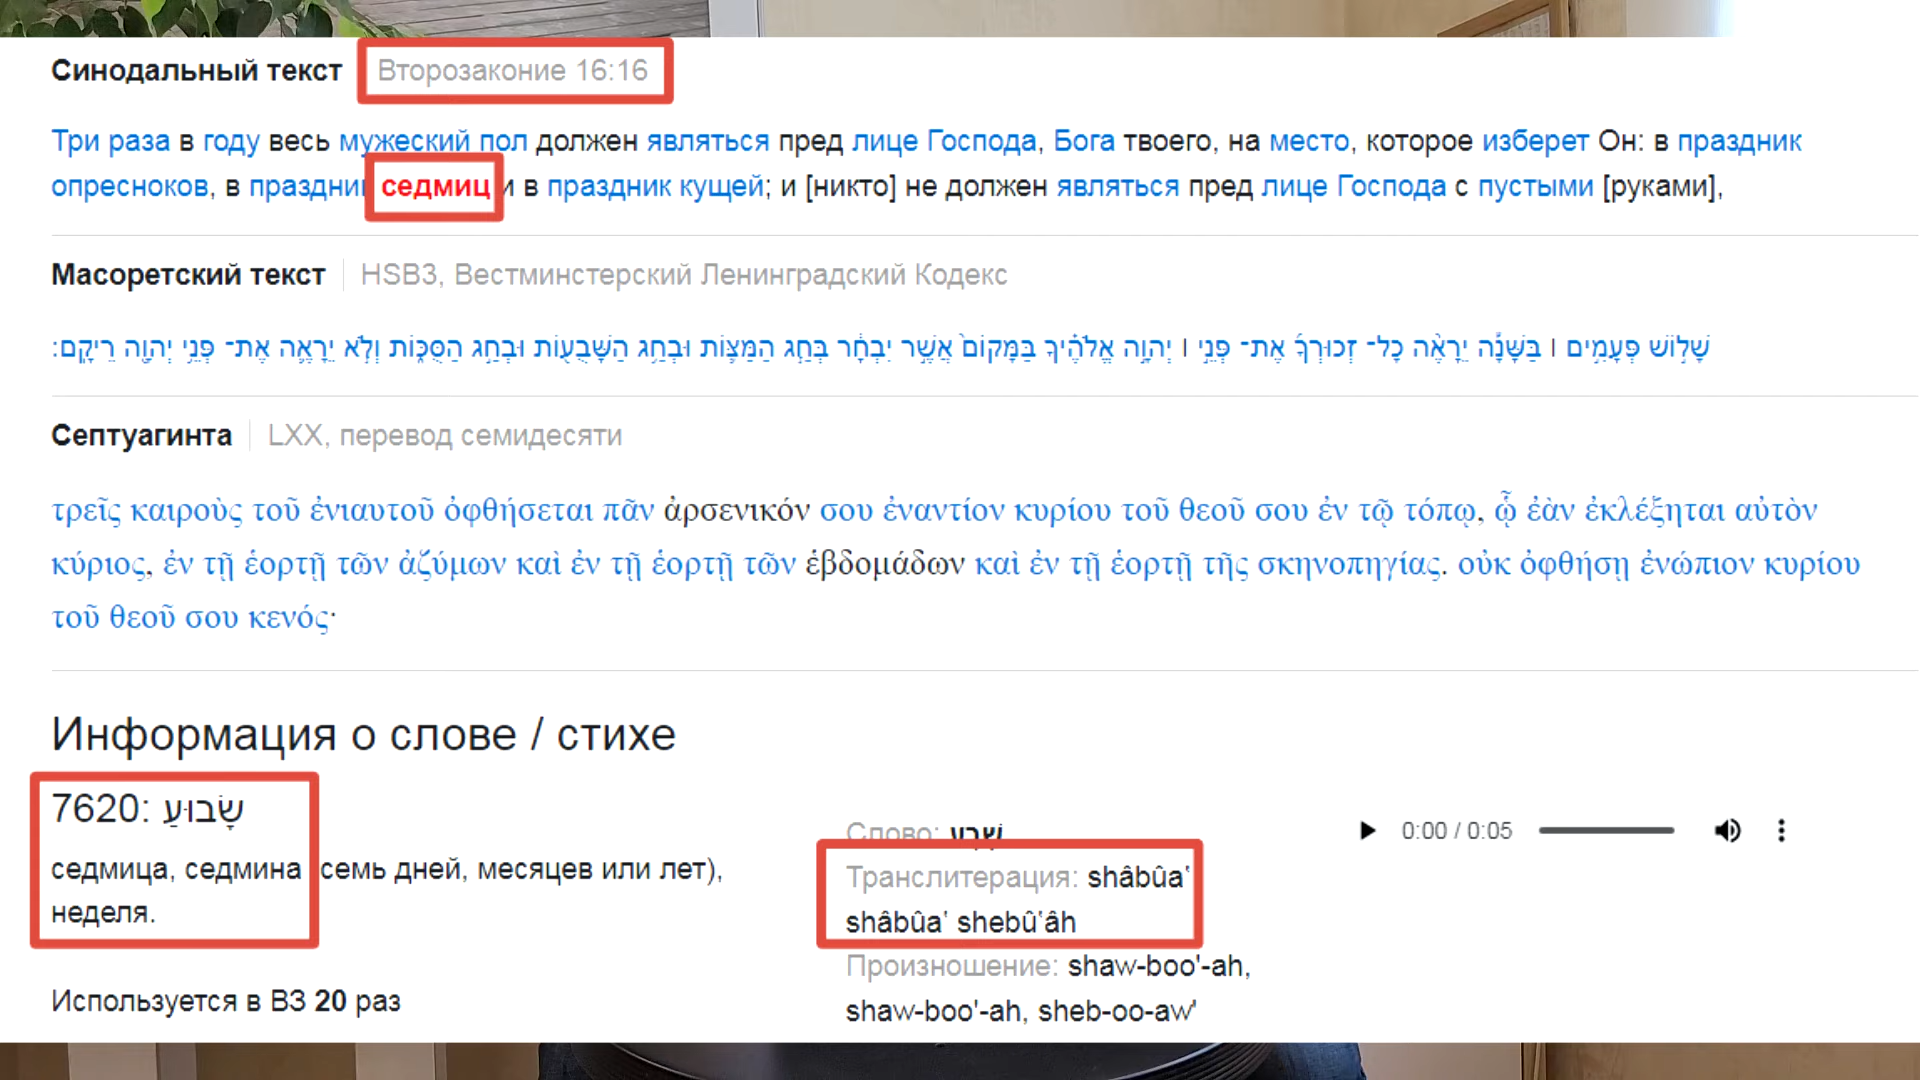 Синодальный текст Второзаконие 16:16
Три раза в году весь мужеский пол должен являться пред лице Господа, Бога твоего, на место, которое изберет Он: в праздник
опресноков, в праздни седмиц и в праздник кущей; и [никто] не должен являться пред лице Господа с пустыми [руками],
Масоретский текст HSB3, Вестминстерский Ленинградский Кодекс
שָׁל֣וֹשׁ פְּעָמִ֣ים ׀ בַּשָּׁנָ֡ה יֵרָאֶ֨ה כָל־ זְכוּרְךָ֜ אֶת־ פְּנֵ֣י ׀ יְהוָ֣ה אֱלֹהֶ֗יךָ בַּמָּקוֹם֙ אֲשֶׁ֣ר יִבְחָ֔ר בְּחַ֧ג הַמַּצּ֛וֹת וּבְחַ֥ג הַשָּׁבֻע֖וֹת וּבְחַ֣ג הַסֻּכּ֑וֹת וְלֹ֧א יֵרָאֶ֛ה אֶת־ פְּנֵ֥י יְהוָ֖ה רֵיקָֽם׃
Септуагинта LXX, перевод семидесяти
τρεῖς καιροὺς τοῦ ἐνιαυτοῦ ὀφθήσεται πᾶν ἀρσενικόν σου ἐναντίον κυρίου τοῦ θεοῦ σου ἐν τῷ τόπῳ, ᾧ ἐὰν ἐκλέξηται αὐτὸν
κύριος, ἐν τῇ ἑορτῇ τῶν ἀζύμων καὶ ἐν τῇ ἑορτῇ τῶν ἑβδομάδων καὶ ἐν τῇ ἑορτῇ τῆς σκηνοπηγίας. οὐκ ὀφθήσῃ ἐνώπιον κυρίου
τοῦ θεοῦ σου κενός·
Информация о слове / стихе
7620: שָׁבוּעַ
седмица, седмина семь дней, месяцев или лет),
неделя.
Используется в ВЗ 20 раз
Слово:
Транслитерация: shâbûa‛
shâbûa‛ shebû‛âh
Произношение: shaw-boo'-ah,
shaw-boo'-ah, sheb-oo-aw'
0:00 / 0:05